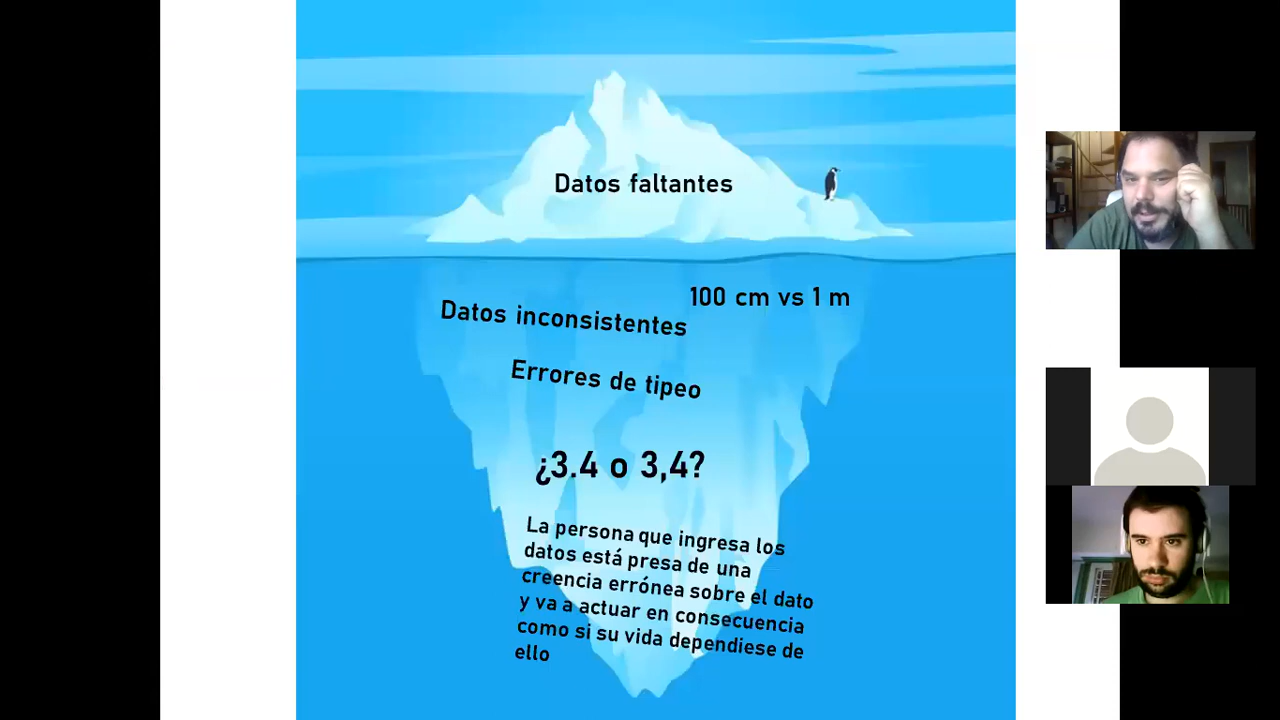 Datos faltantes
100 cm vs 1 m
Datos inconsistentes
Errores de tipeo
¿3.4 o 3,4?
La persona que ingresa los
datos está presa de una
creencia errónea sobre el dato
y va a actuar en consecuencia
como si su vida dependiese de
ello